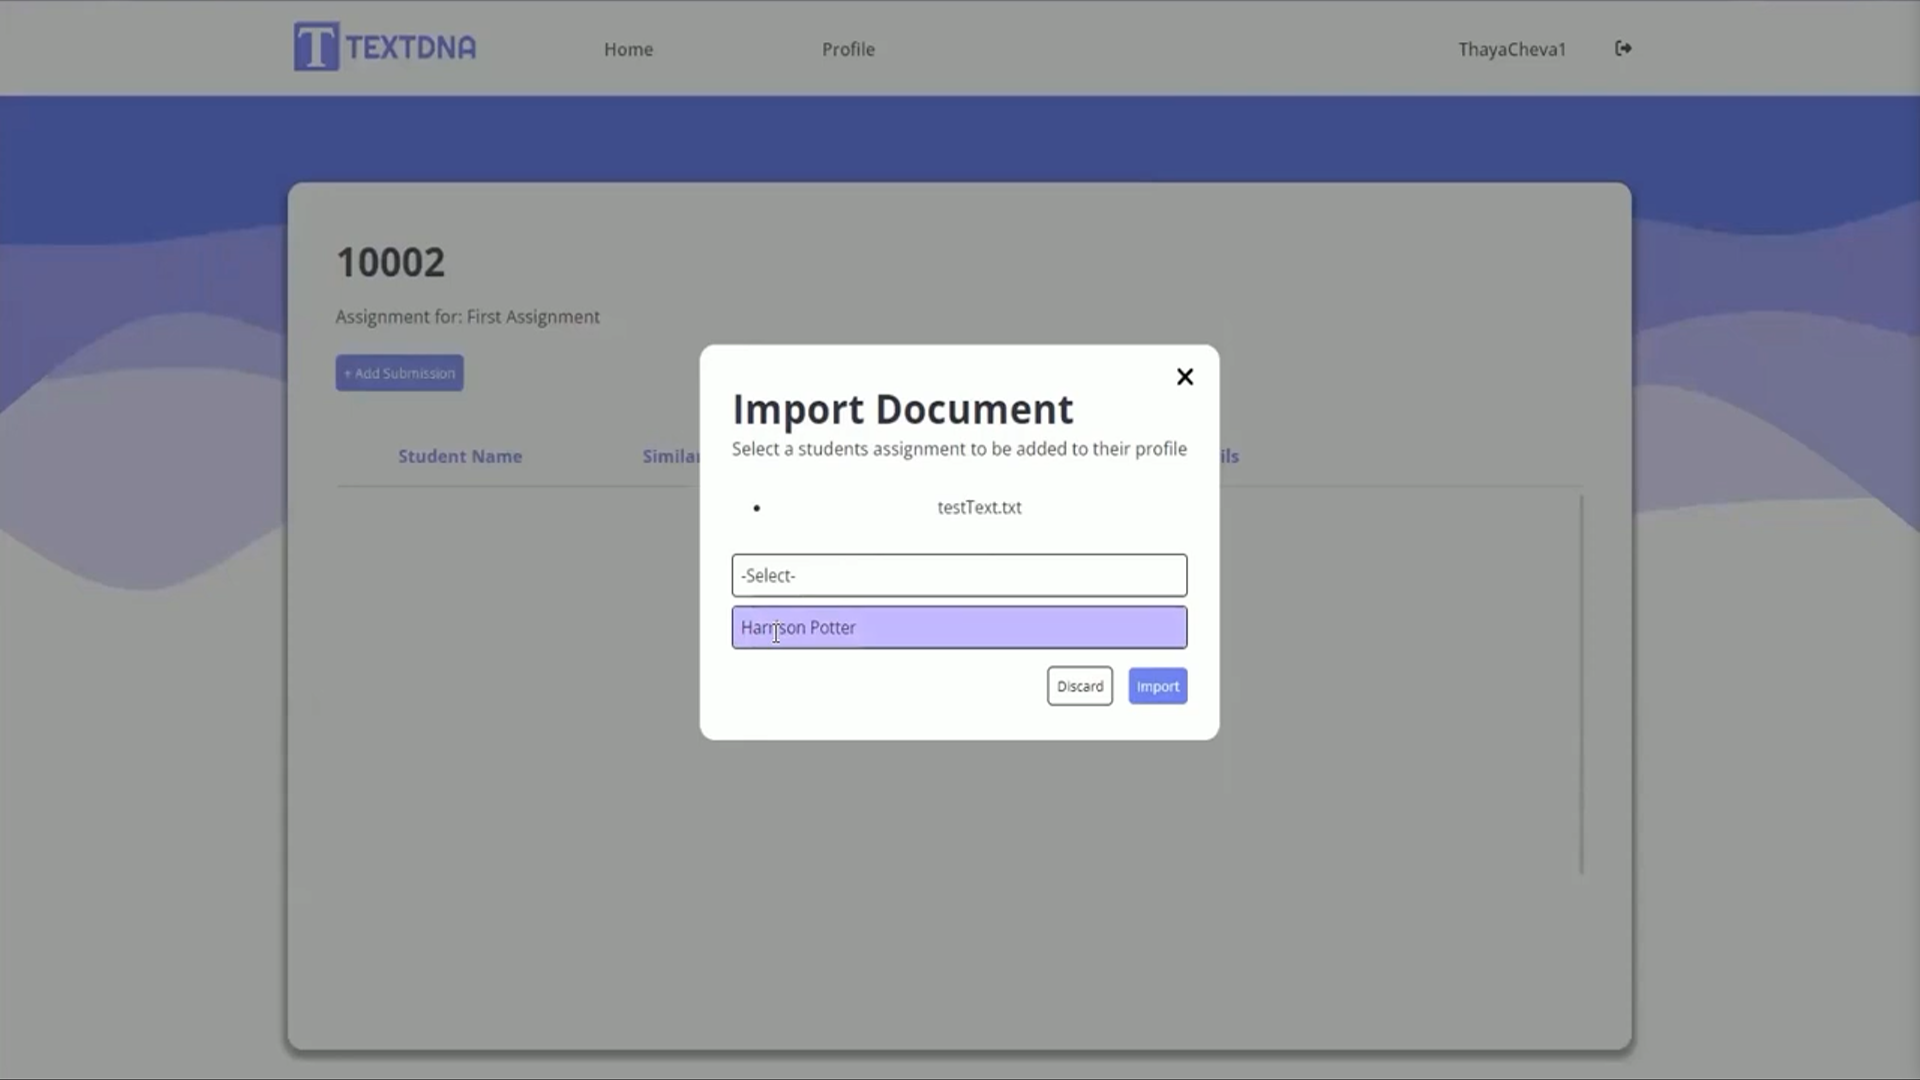 T TEXTDNA Home Profile ThayaCheva1
10002
Assignment for: First Assignment
+ Add Submission
Import Document
Select a students assignment to be added to their profile
Student Name Similar ils
• testText.txt
-Select-
Harrison Potter
Discard Import